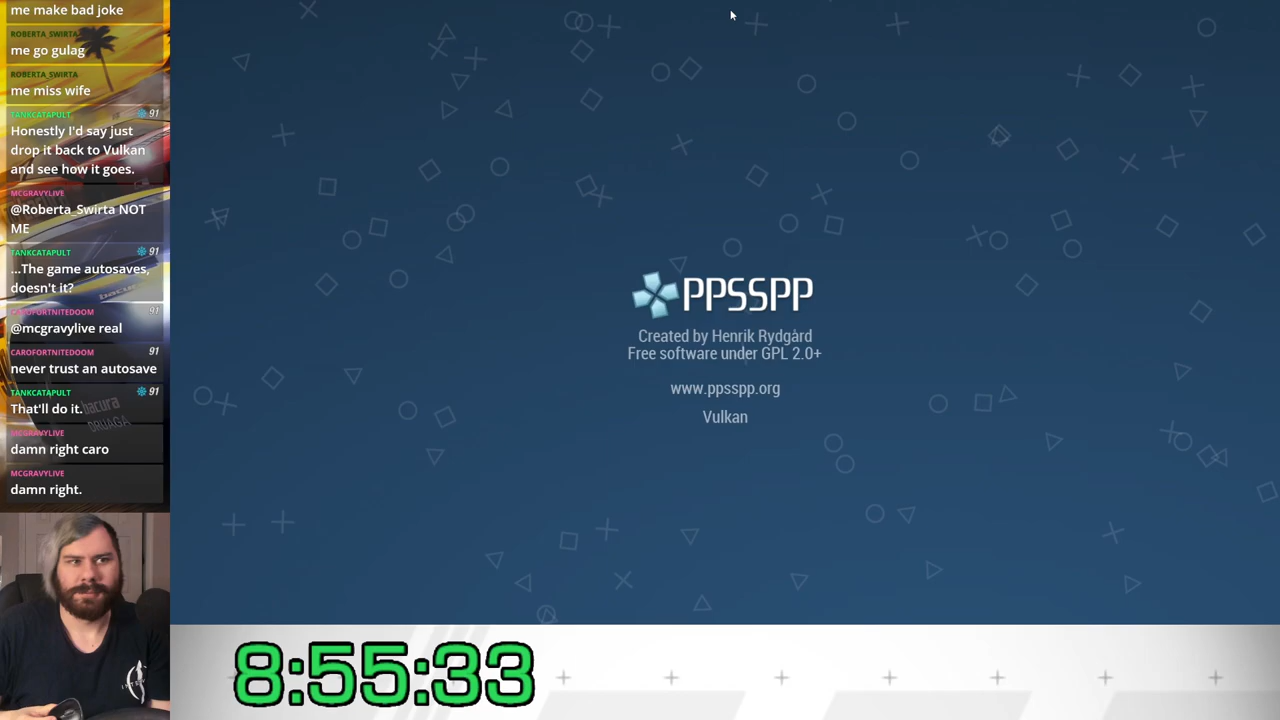 me make bad joke
ROBERTA_SWIRTA
me go gulag
ROBERTA_SWIRTA
me miss wife
TANKCATAPULT 91
Honestly I'd say just
drop it back to Vulkan
and see how it goes.
MCGRAVYLIVE
@Roberta_Swirta NOT
ME
TANKCATAPULT 91
...The game autosaves,
doesn't it?
CAROFORTNITEDOOM 91
@mcgravylive real
CAROFORTNITEDOOM 91
never trust an autosave
TANKCATAPULT 91
That'll do it.
bacura
DRUAGA
MCGRAVYLIVE
damn right caro
MCGRAVYLIVE
damn right.
PPSSPP
Created by Henrik Rydgård
Free software under GPL 2.0+
www.ppsspp.org
Vulkan
8:55:33